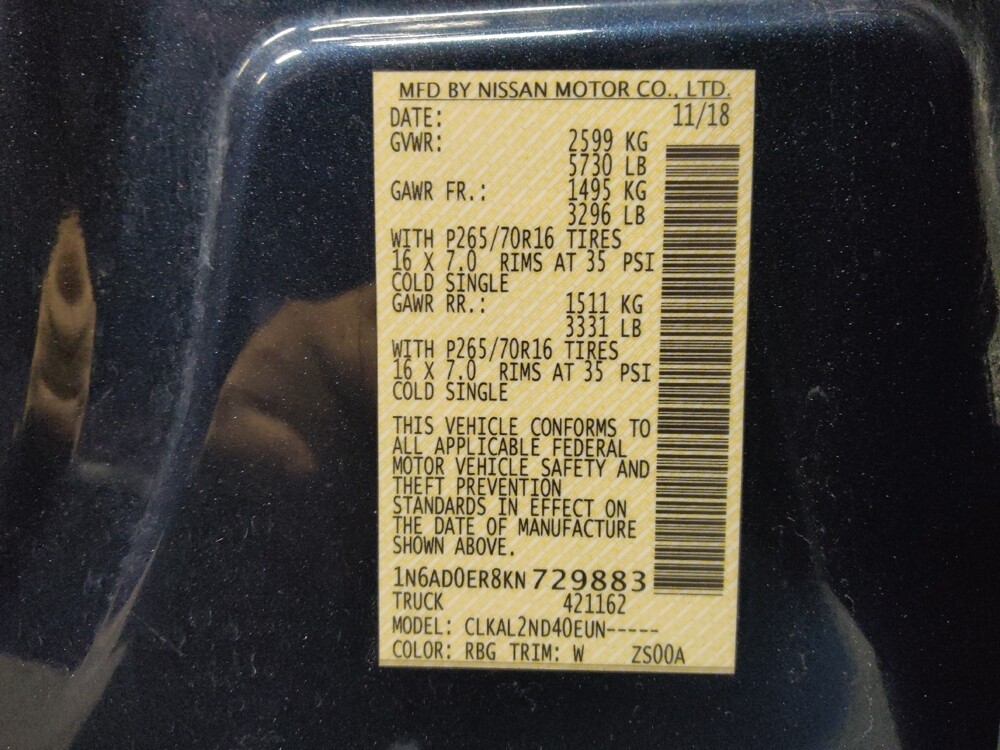 MFD BY NISSAN MOTOR CO., LTD.
DATE: 11/18
GVWR: 2599 KG
5730 LB
GAWR FR.: 1495 KG
3296 LB
WITH P265/70R16 TIRES
16 X 7.0 RIMS AT 35 PSI
COLD SINGLE
GAWR RR.: 1511 KG
3331 LB
WITH P265/70R16 TIRES
16 X 7.0 RIMS AT 35 PSI
COLD SINGLE
THIS VEHICLE CONFORMS TO
ALL APPLICABLE FEDERAL
MOTOR VEHICLE SAFETY AND
THEFT PREVENTION
STANDARDS IN EFFECT ON
THE DATE OF MANUFACTURE
SHOWN ABOVE.
1N6AD0ER8KN729883
TRUCK 421162
MODEL: CLKAL2ND40EUN-----
COLOR: RBG TRIM: W ZS00A